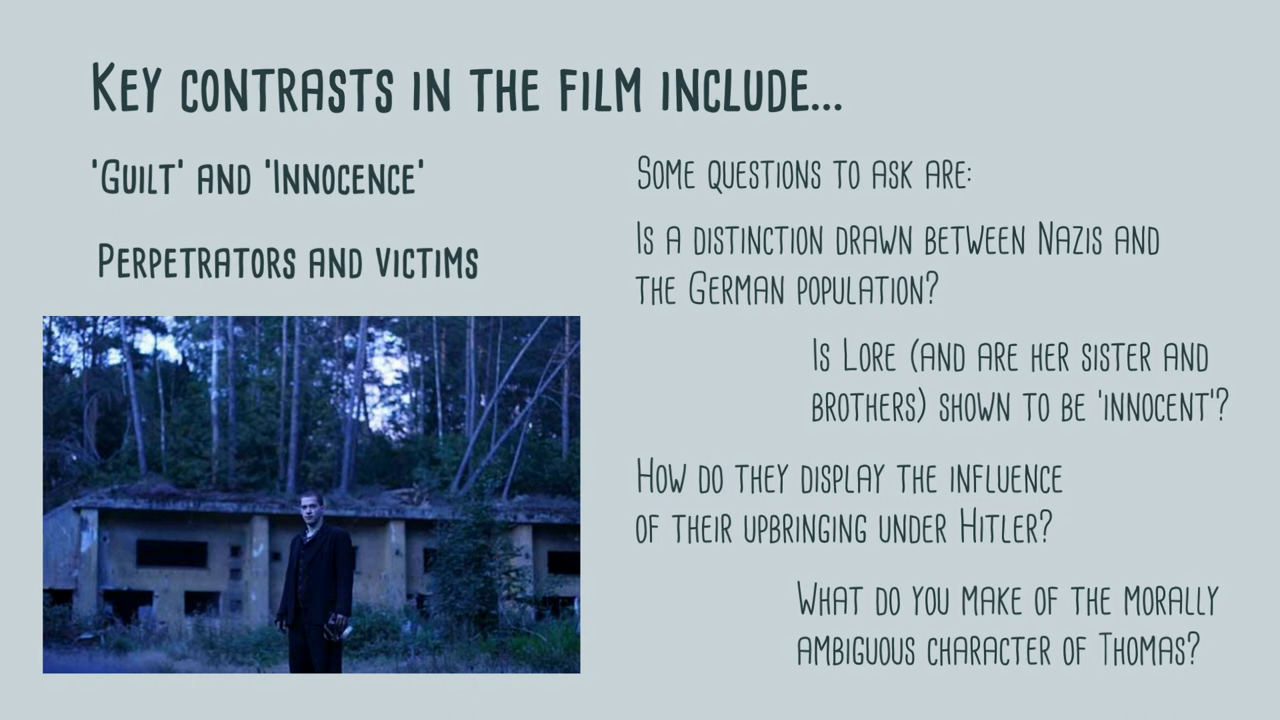 Key contrasts in the film include...
'Guilt' and 'Innocence'
Perpetrators and victims
Some questions to ask are:
Is a distinction drawn between Nazis and
the German population?
Is Lore (and are her sister and
brothers) shown to be 'innocent'?
How do they display the influence
of their upbringing under Hitler?
What do you make of the morally
ambiguous character of Thomas?